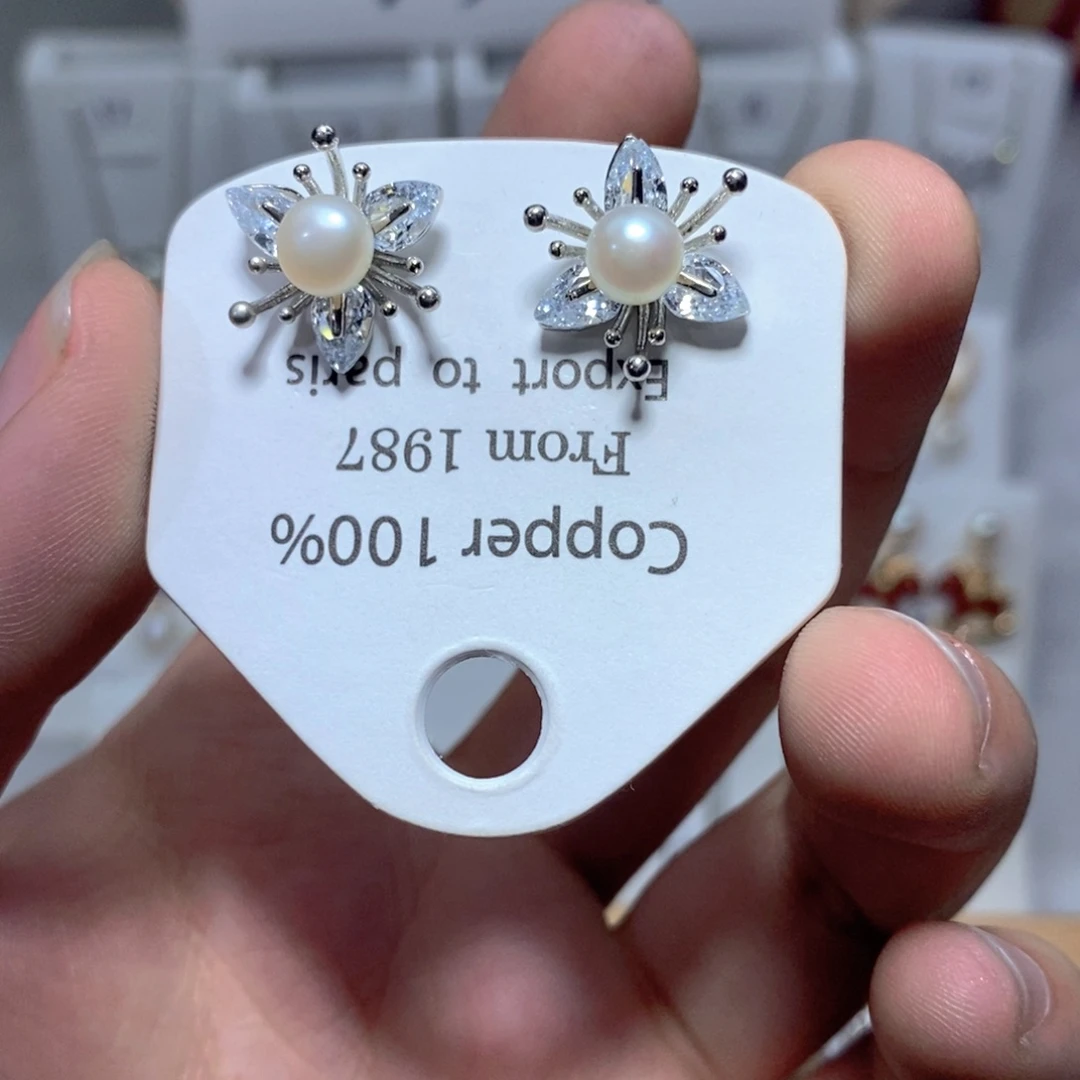 Copper 100%
From 1987
Export to paris